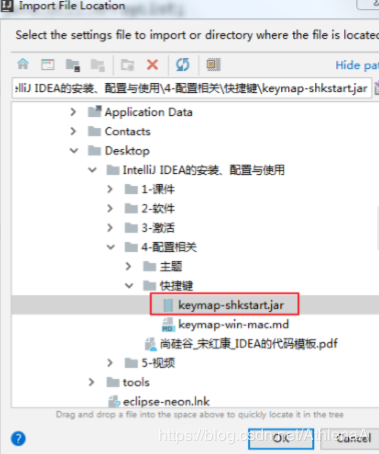 Import File Location
Select the settings file to import or directory where the file is located
Hide pat
elliJ IDEA的安装、配置与使用\4-配置相关\快捷键\keymap-shkstart.jar
Application Data
Contacts
Desktop
IntelliJ IDEA的安装、配置与使用
1-课件
2-软件
3-激活
4-配置相关
主题
快捷键
keymap-shkstart.jar
keymap-win-mac.md
尚硅谷_宋红康_IDEA的代码模板.pdf
5-视频
tools
eclipse-neon.lnk
Drag and drop a file into the space above to quickly locate it in the tree
OK
Cancel